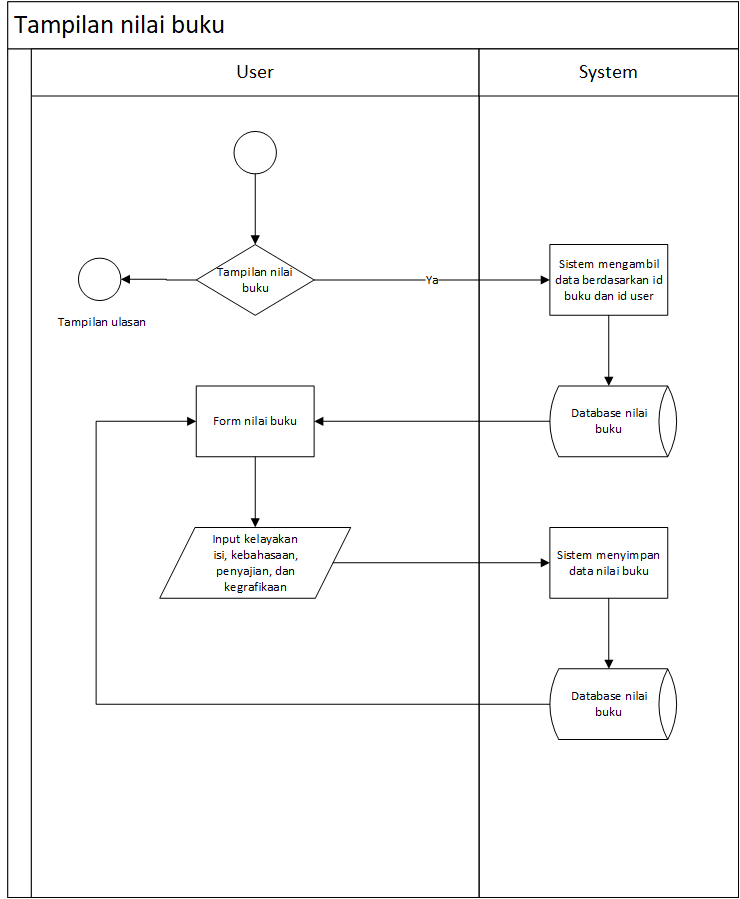 Tampilan nilai buku
User
System
Tampilan nilai
buku
Ya
Sistem mengambil
data berdasarkan id
buku dan id user
Tampilan ulasan
Form nilai buku
Database nilai
buku
Input kelayakan
isi, kebahasaan,
penyajian, dan
kegrafikaan
Sistem menyimpan
data nilai buku
Database nilai
buku